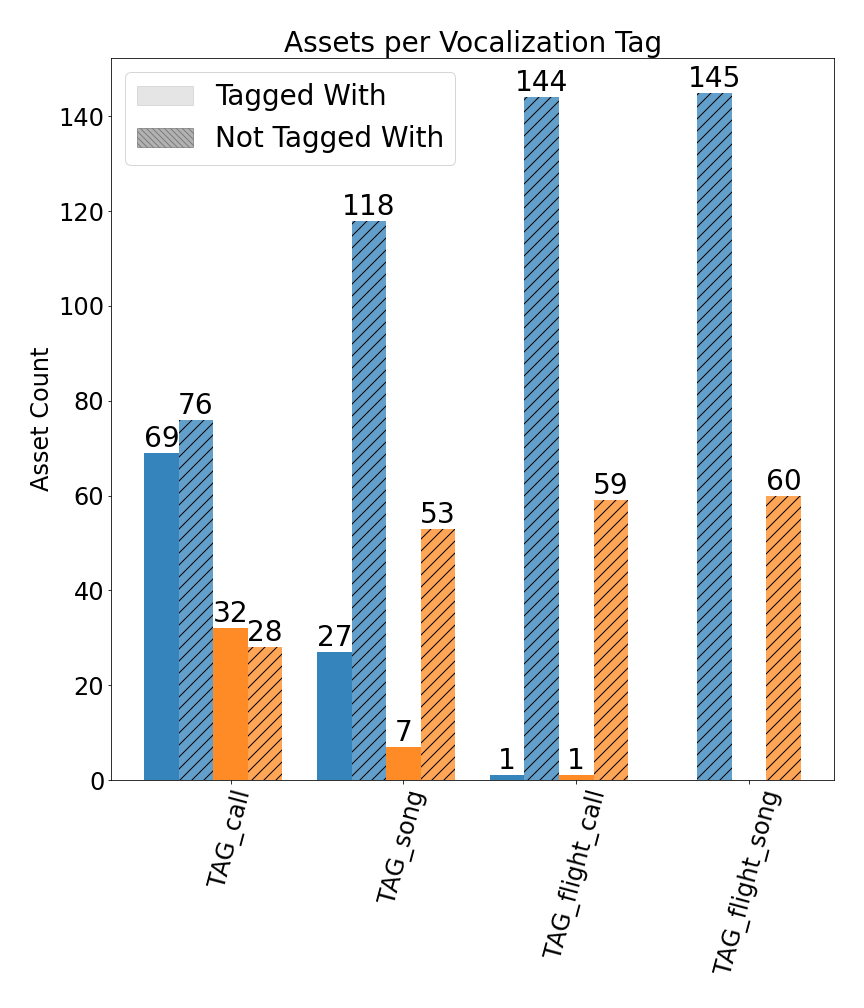 Assets per Vocalization Tag
Tagged With
Not Tagged With
Asset Count
140
120
100
80
60
40
20
0
69
76
32
28
27
118
7
53
1
144
1
59
145
60
TAG_call
TAG_song
TAG_flight_call
TAG_flight_song